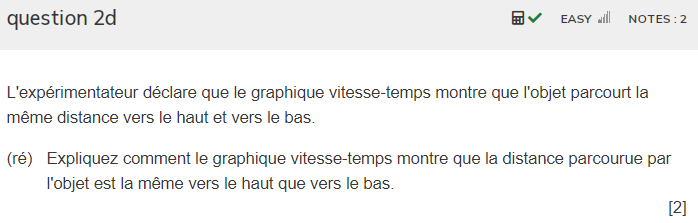 question 2d
EASY NOTES : 2
L'expérimentateur déclare que le graphique vitesse-temps montre que l'objet parcourt la
même distance vers le haut et vers le bas.
(ré) Expliquez comment le graphique vitesse-temps montre que la distance parcourue par
l'objet est la même vers le haut que vers le bas.
[2]